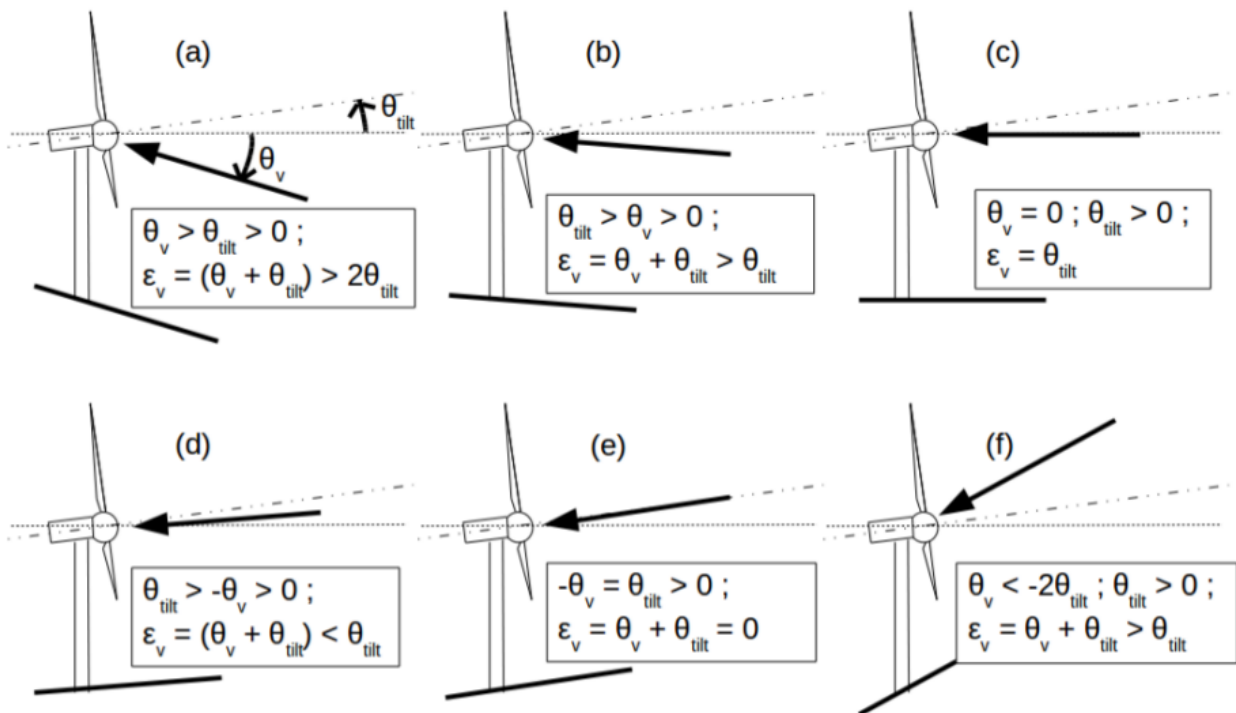 (a)
θtilt
θv
θv > θtilt > 0 ;
εv = (θv + θtilt) > 2θtilt
(b)
θtilt > θv > 0 ;
εv = θv + θtilt > θtilt
(c)
θv = 0 ; θtilt > 0 ;
εv = θtilt
(d)
θtilt > -θv > 0 ;
εv = (θv + θtilt) < θtilt
(e)
-θv = θtilt > 0 ;
εv = θv + θtilt = 0
(f)
θv < -2θtilt ; θtilt > 0 ;
εv = θv + θtilt > θtilt